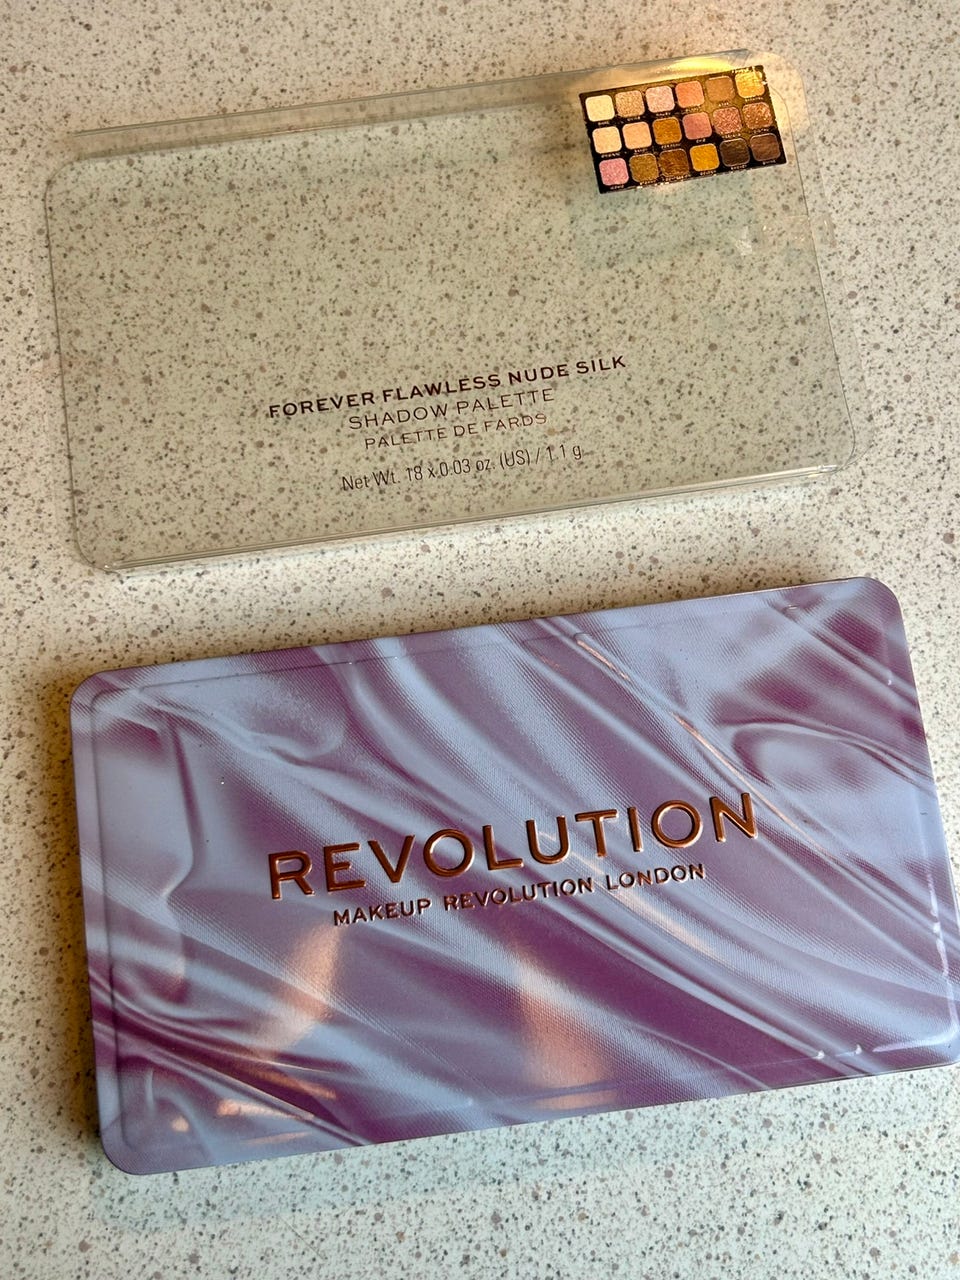 FOREVER FLAWLESS NUDE SILK
SHADOW PALETTE
PALETTE DE FARDS
Net Wt. 18 x 0.03 oz. (US) / 1.1 g
REVOLUTION
MAKEUP REVOLUTION LONDON